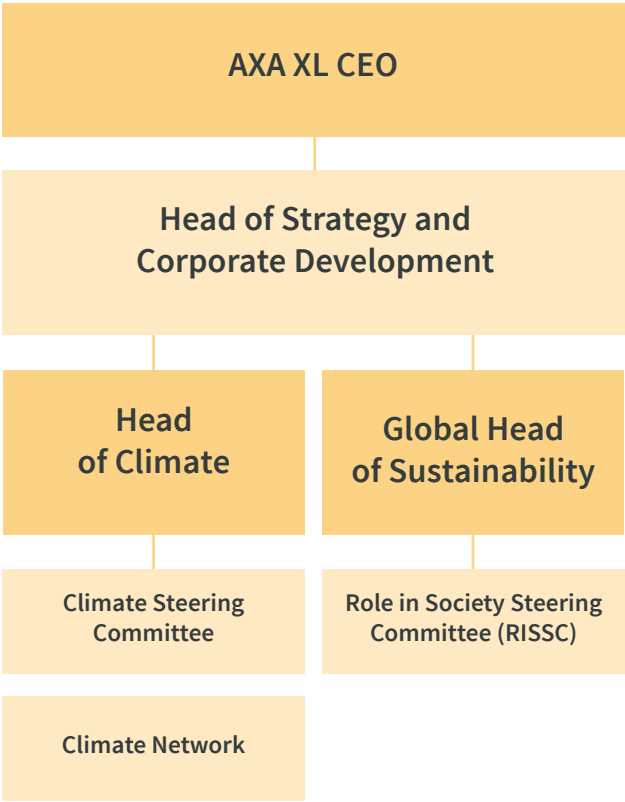 AXA XL CEO
Head of Strategy and
Corporate Development
Head
of Climate
Global Head
of Sustainability
Climate Steering
Committee
Role in Society Steering
Committee (RISSC)
Climate Network